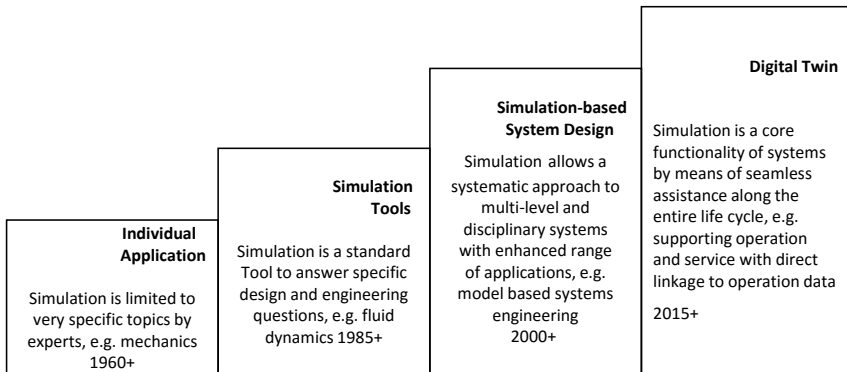 Individual
Application
Simulation is limited to
very specific topics by
experts, e.g. mechanics
1960+
Simulation
Tools
Simulation is a standard
Tool to answer specific
design and engineering
questions, e.g. fluid
dynamics 1985+
Simulation-based
System Design
Simulation allows a
systematic approach to
multi-level and
disciplinary systems
with enhanced range
of applications, e.g.
model based systems
engineering
2000+
Digital Twin
Simulation is a core
functionality of systems
by means of seamless
assistance along the
entire life cycle, e.g.
supporting operation
and service with direct
linkage to operation data
2015+